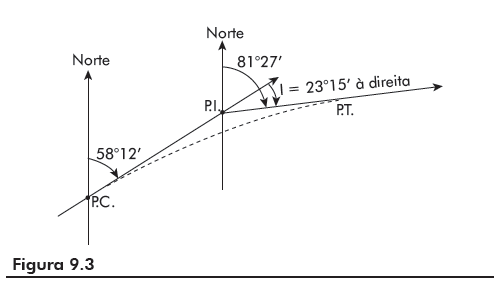 Norte
81°27'
Norte
I = 23°15' à direita
P.I.
P.T.
58°12'
P.C.
Figura 9.3